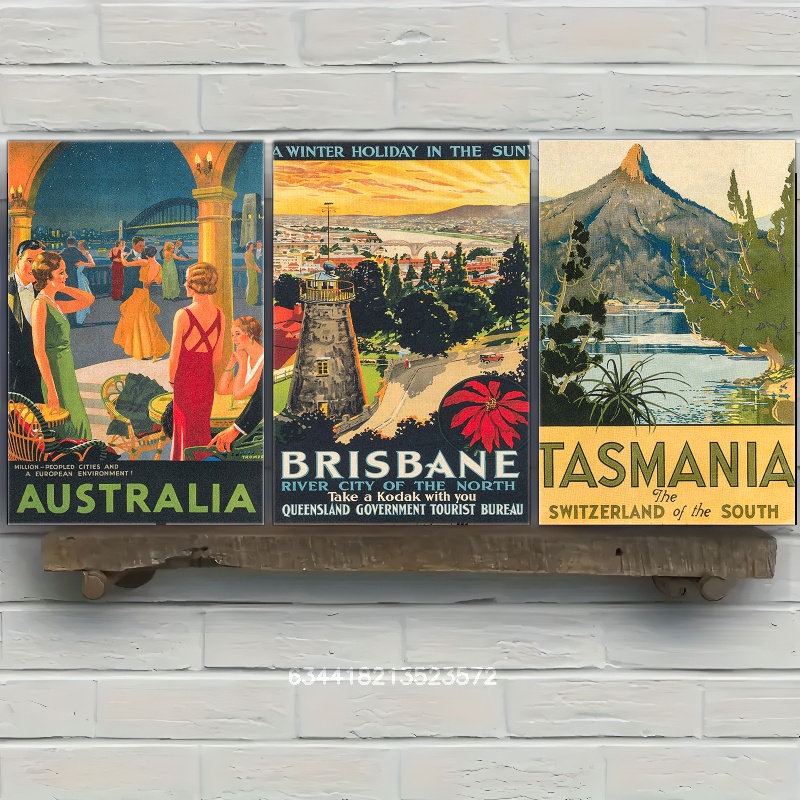 MILLION-PEOPLED CITIES AND
A EUROPEAN ENVIRONMENT!
AUSTRALIA
A WINTER HOLIDAY IN THE SUN!
BRISBANE
RIVER CITY OF THE NORTH
Take a Kodak with you
QUEENSLAND GOVERNMENT TOURIST BUREAU
TASMANIA
The
SWITZERLAND of the SOUTH
634418213523572